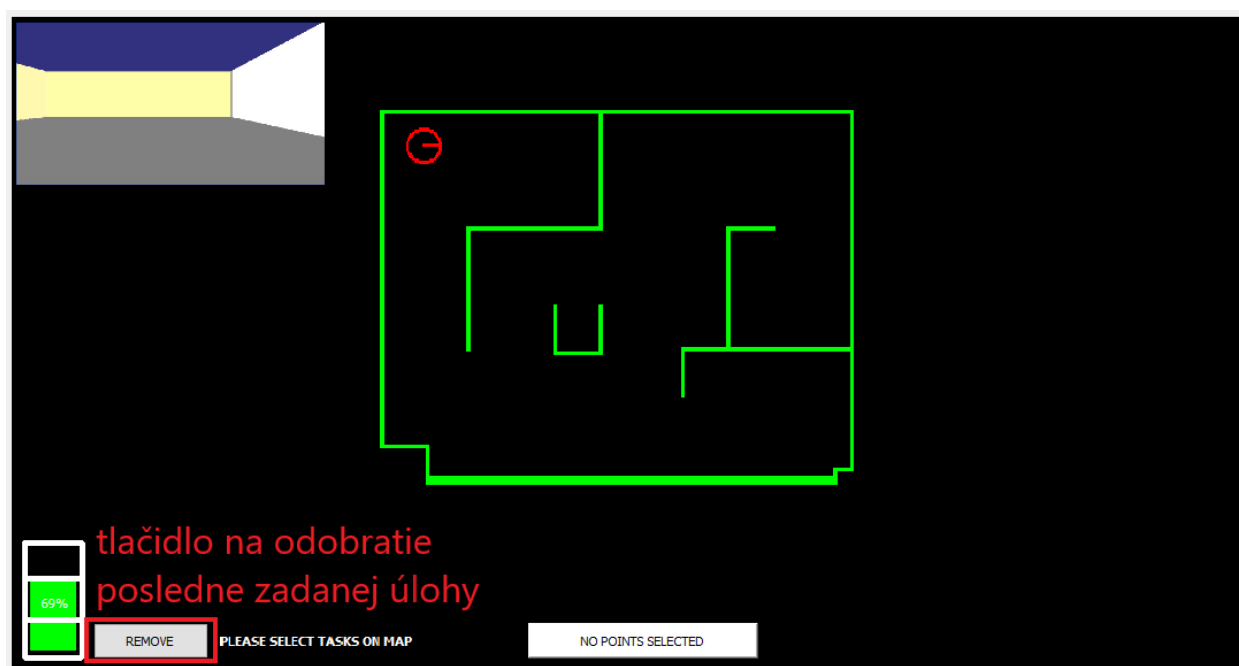 tlačidlo na odobratie
posledne zadanej úlohy
69%
REMOVE PLEASE SELECT TASKS ON MAP NO POINTS SELECTED